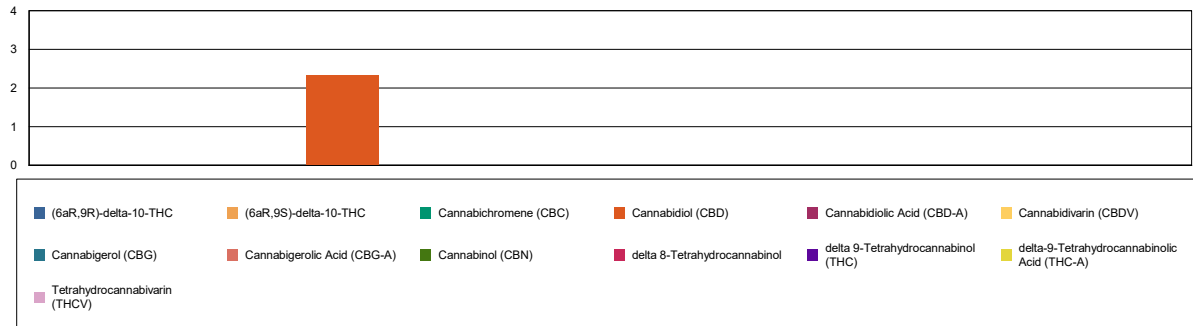 4
3
2
1
0
(6aR,9R)-delta-10-THC
(6aR,9S)-delta-10-THC
Cannabichromene (CBC)
Cannabidiol (CBD)
Cannabidiolic Acid (CBD-A)
Cannabidivarin (CBDV)
Cannabigerol (CBG)
Cannabigerolic Acid (CBG-A)
Cannabinol (CBN)
delta 8-Tetrahydrocannabinol
delta 9-Tetrahydrocannabinol
(THC)
delta-9-Tetrahydrocannabinolic
Acid (THC-A)
Tetrahydrocannabivarin
(THCV)